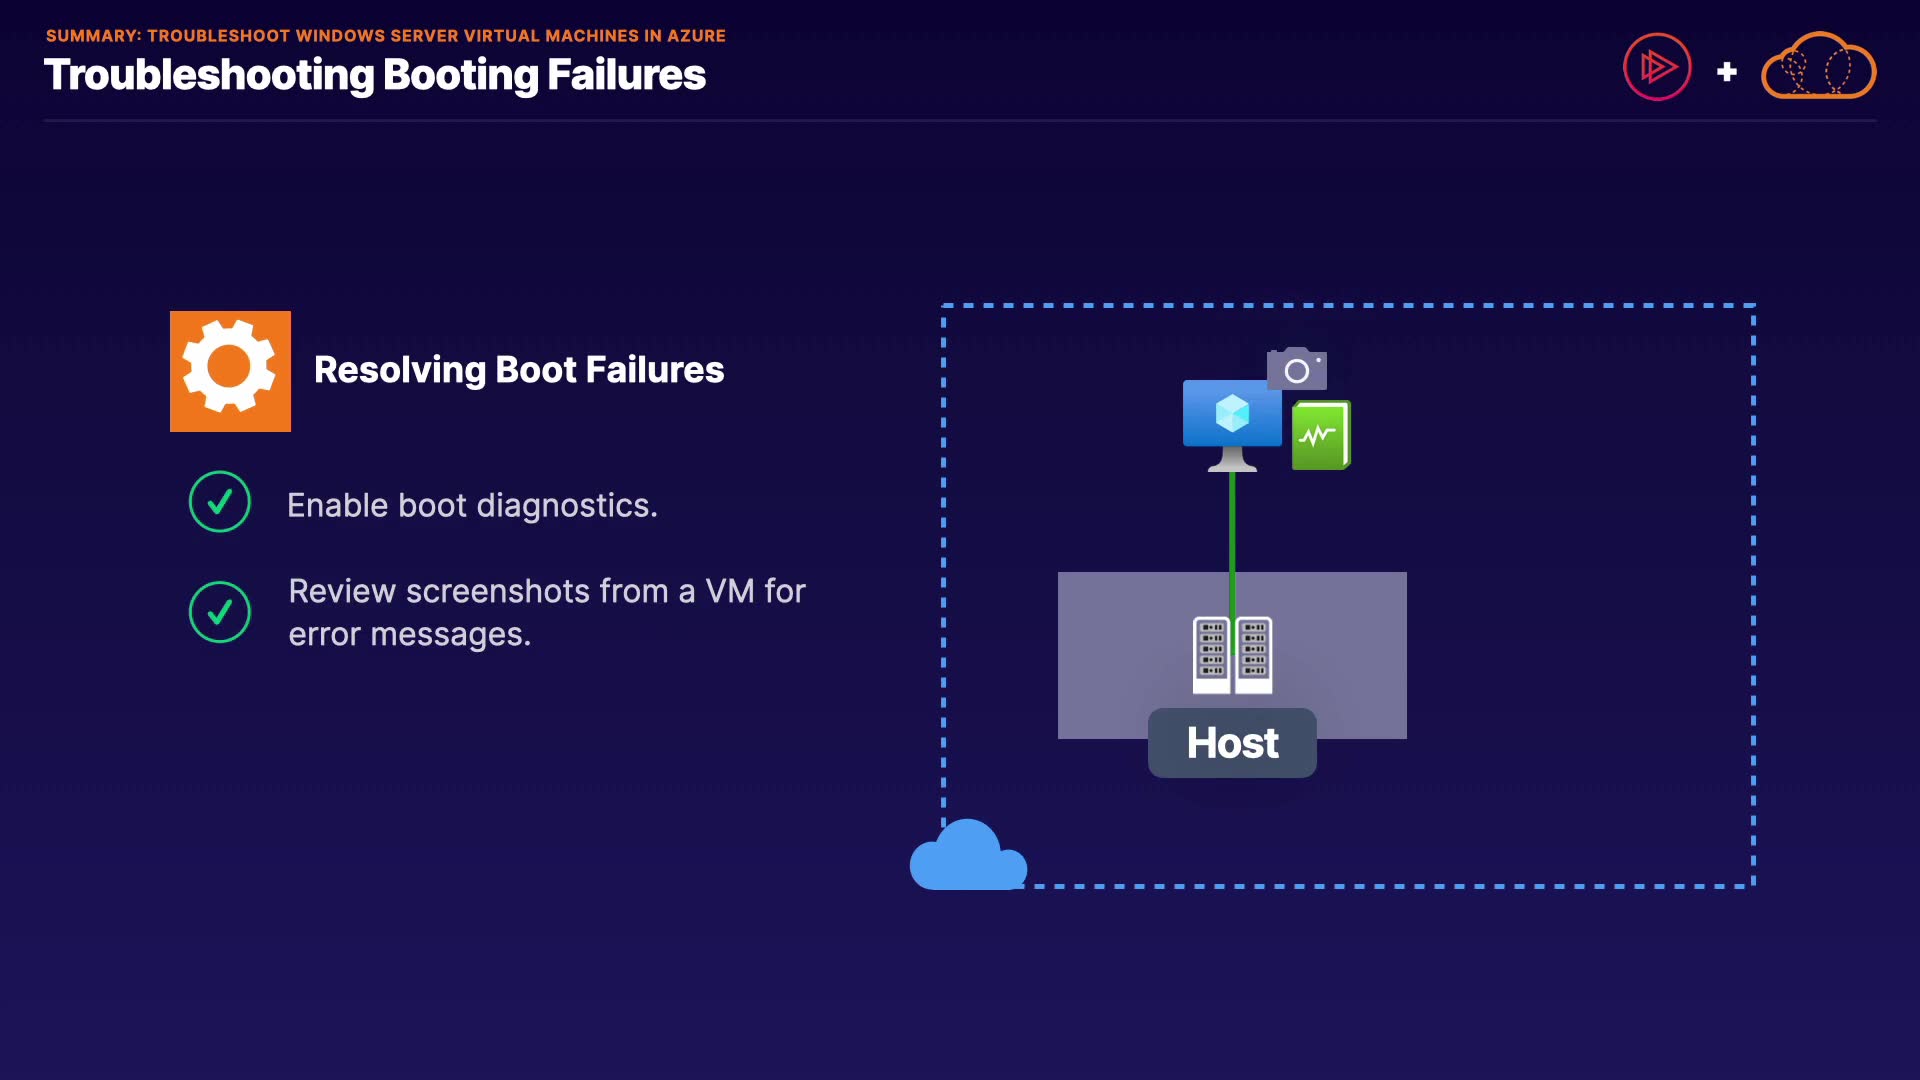 SUMMARY: TROUBLESHOOT WINDOWS SERVER VIRTUAL MACHINES IN AZURE
Troubleshooting Booting Failures
Resolving Boot Failures
Enable boot diagnostics.
Review screenshots from a VM for
error messages.
Host